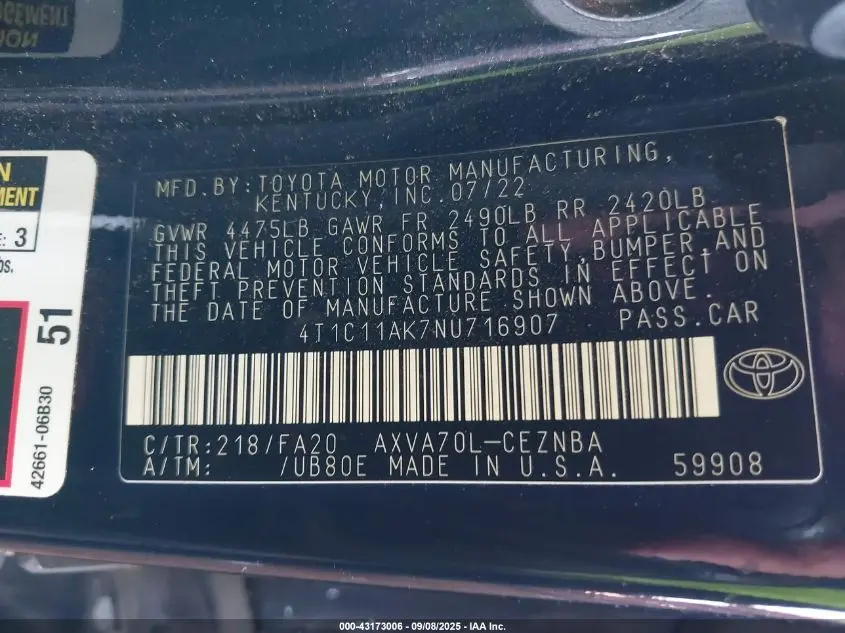 MFD. BY: TOYOTA MOTOR MANUFACTURING,
KENTUCKY, INC. 07/22
GVWR 4475LB GAWR FR 2490LB RR 2420LB
THIS VEHICLE CONFORMS TO ALL APPLICABLE
FEDERAL MOTOR VEHICLE SAFETY, BUMPER, AND
THEFT PREVENTION STANDARDS IN EFFECT ON
THE DATE OF MANUFACTURE SHOWN ABOVE.
4T1C11AK7NU716907 PASS. CAR
C/TR: 218/FA20 AXVA70L-CEZNBA
A/TM: /UB80E MADE IN U.S.A. 59908
3
51
42661-06B30
000-43173006 - 09/08/2025 - IAA Inc.